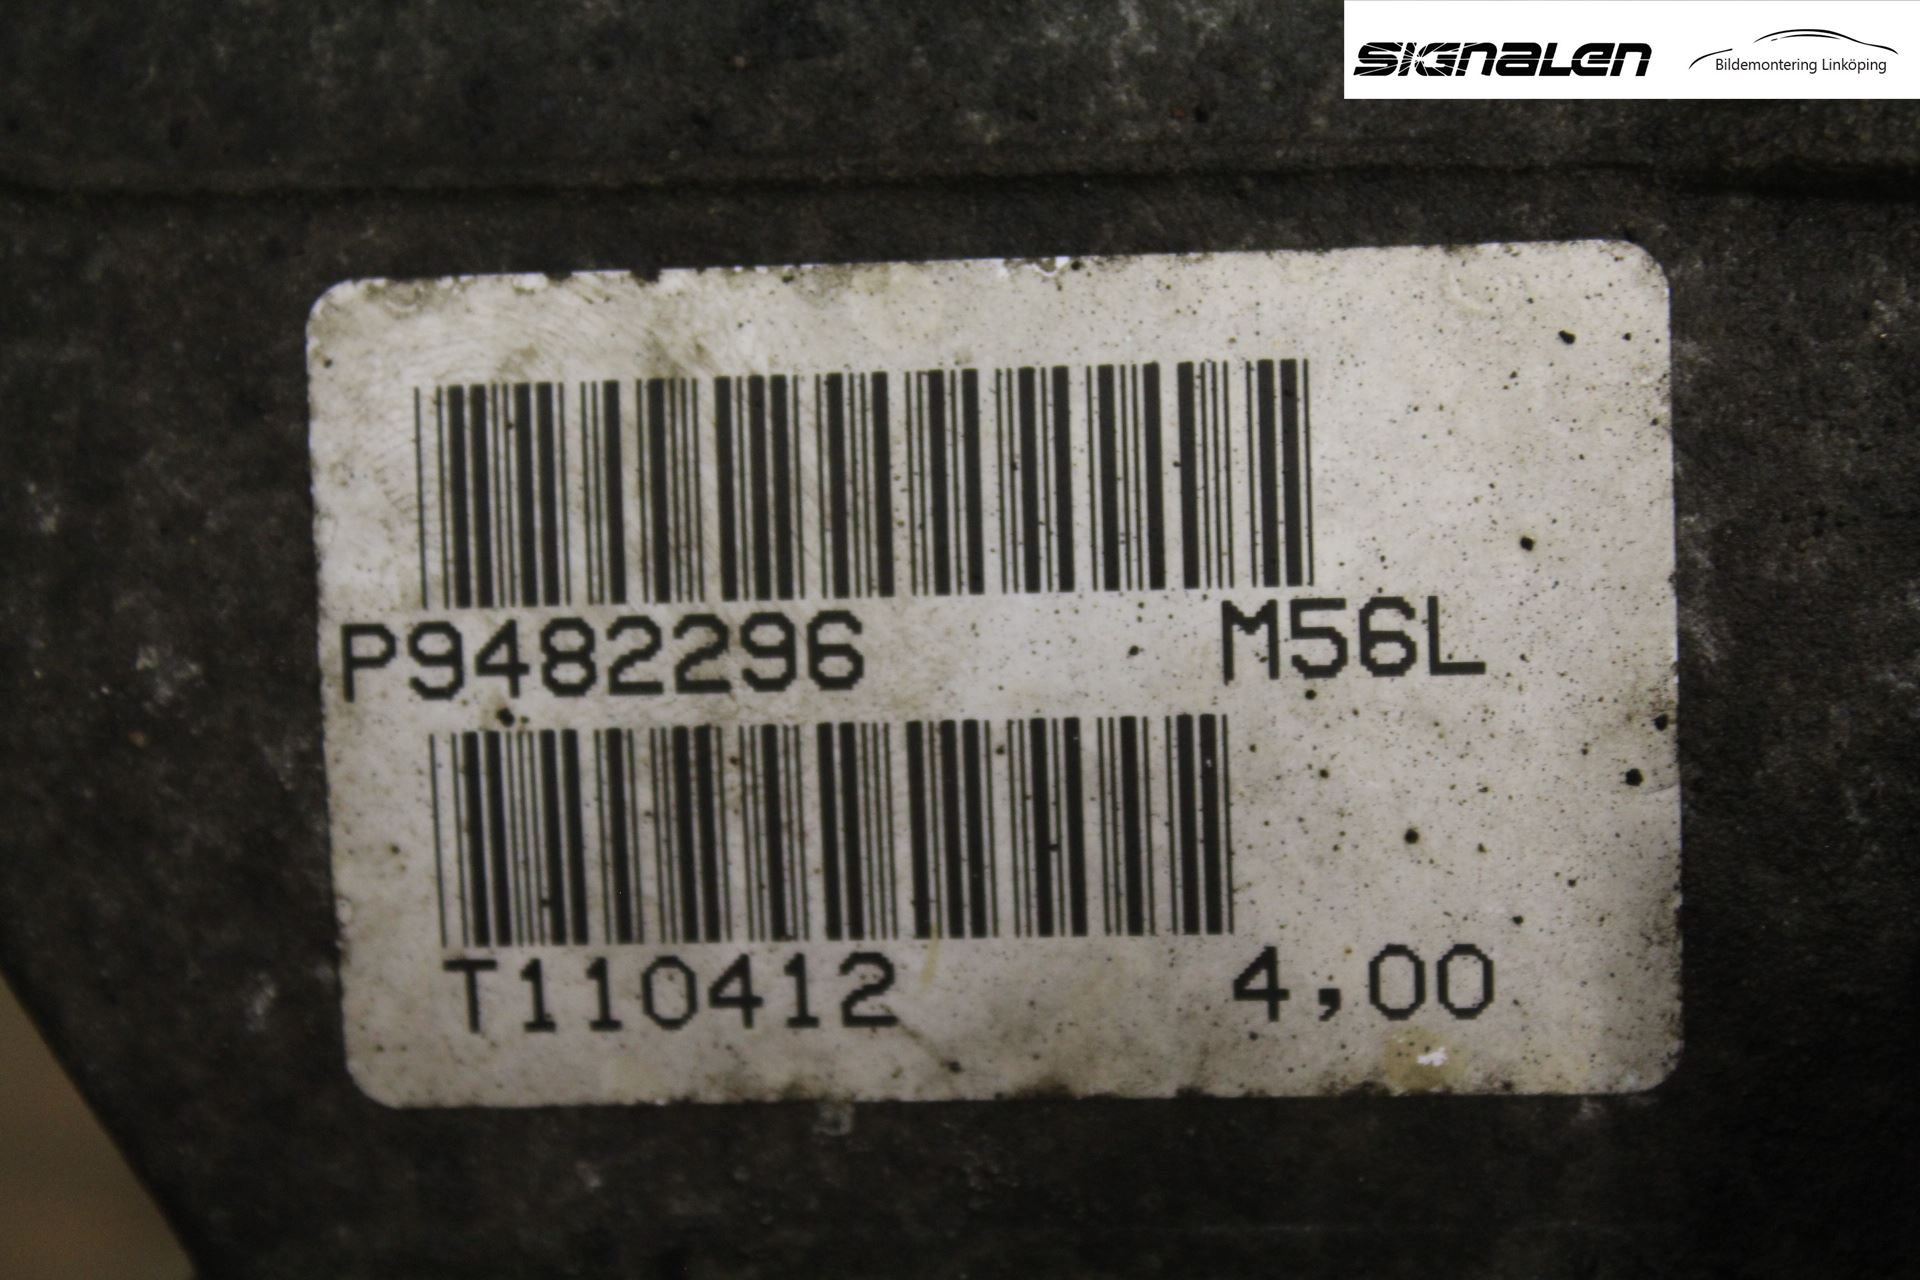 SIGNALEN
Bildemontering Linköping
P9482296 M56L
T110412 4,00